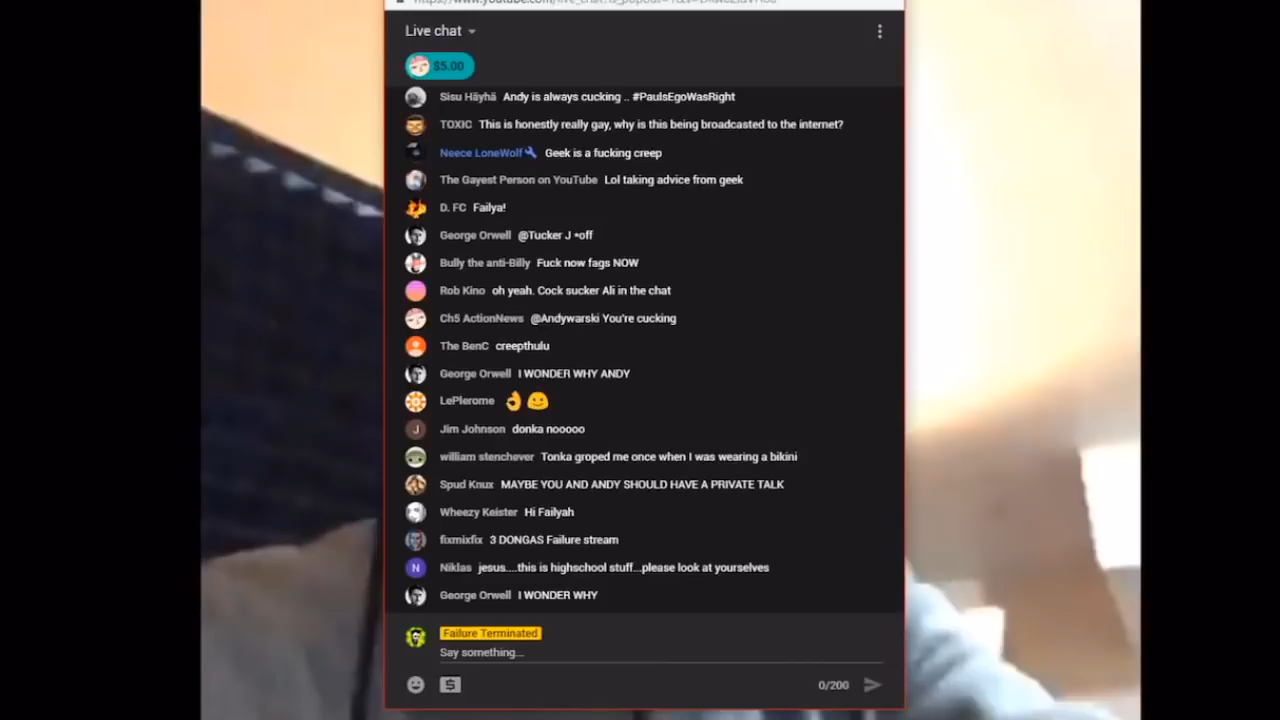 Live chat
$5.00
Sisu Häyhä Andy is always cucking .. #PaulsEgoWasRight
TOXIC This is honestly really gay, why is this being broadcasted to the internet?
Neece LoneWolf Geek is a fucking creep
The Gayest Person on YouTube Lol taking advice from geek
D. FC Failya!
George Orwell @Tucker J *off
Bully the anti-Billy Fuck now fags NOW
Rob Kino oh yeah. Cock sucker Ali in the chat
Ch5 ActionNews @Andywarski You're cucking
The BenC creepthulu
George Orwell I WONDER WHY ANDY
LePlerome 👌 🙂
Jim Johnson donka nooooo
william stenchever Tonka groped me once when I was wearing a bikini
Spud Knux MAYBE YOU AND ANDY SHOULD HAVE A PRIVATE TALK
Wheezy Keister Hi Failyah
fixmixfix 3 DONGAS Failure stream
N Niklas jesus....this is highschool stuff...please look at yourselves
George Orwell I WONDER WHY
Failure Terminated
Say something...
0/200